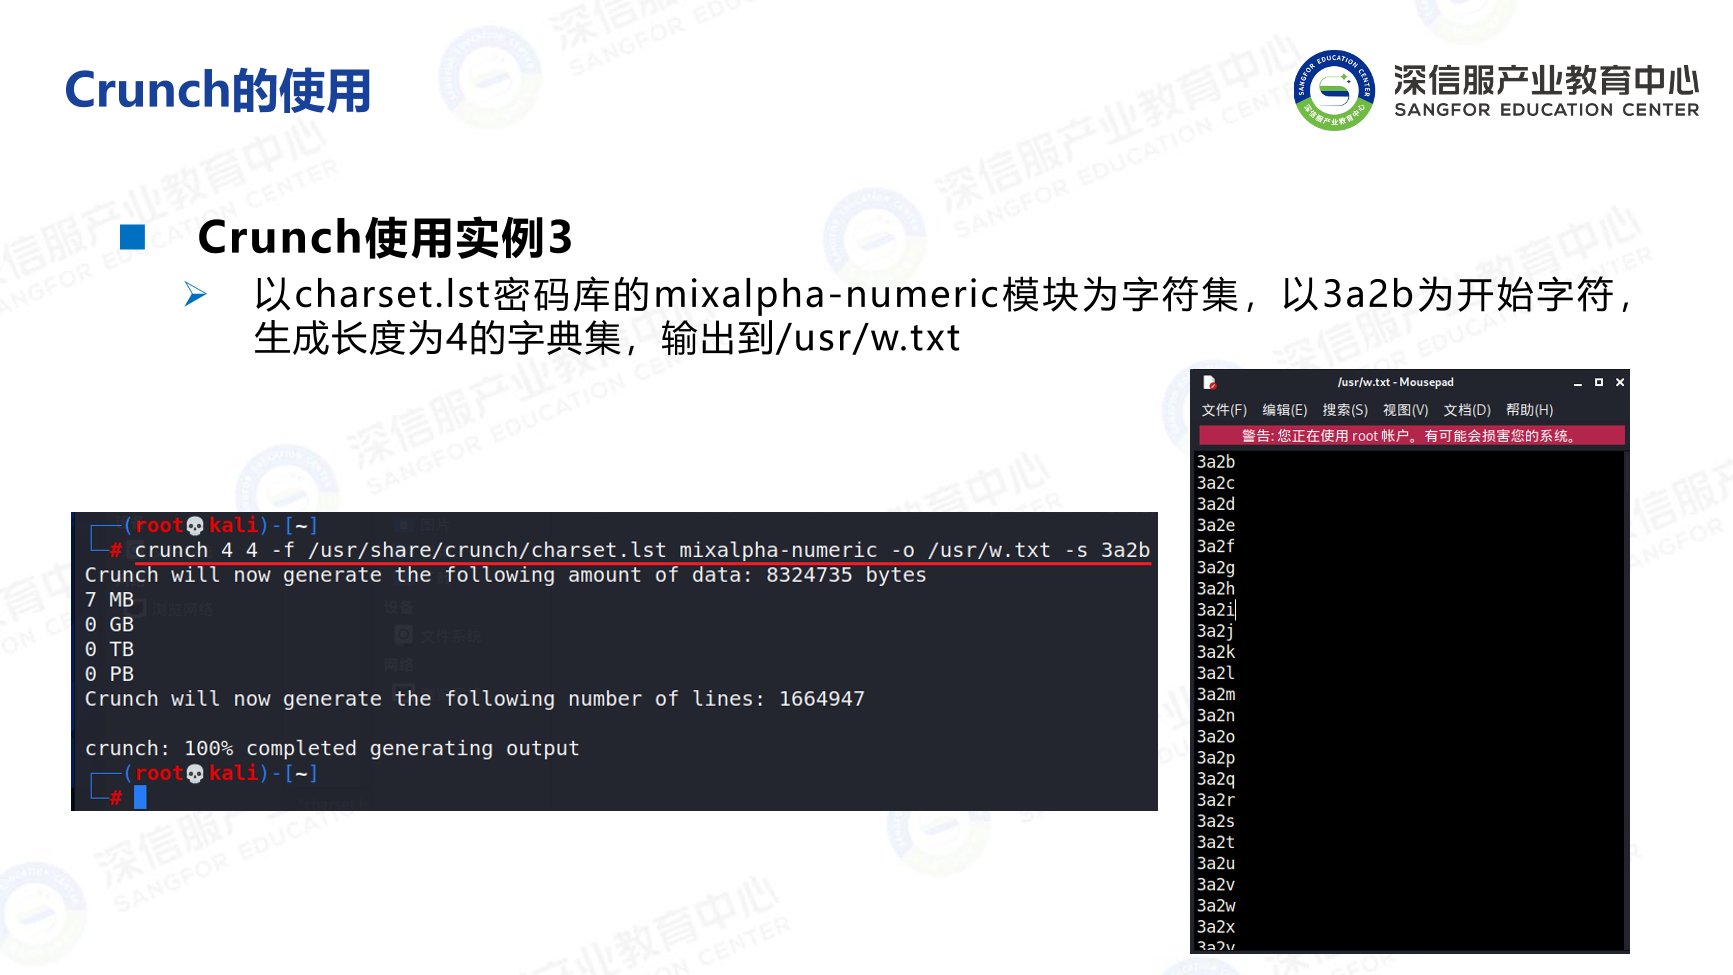 Crunch的使用
深信服产业教育中心
SANGFOR EDUCATION CENTER
Crunch使用实例3
以charset.lst密码库的mixalpha-numeric模块为字符集，以3a2b为开始字符，
生成长度为4的字典集，输出到/usr/w.txt
(root💀kali)-[~]
# crunch 4 4 -f /usr/share/crunch/charset.lst mixalpha-numeric -o /usr/w.txt -s 3a2b
Crunch will now generate the following amount of data: 8324735 bytes
7 MB
0 GB
0 TB
0 PB
Crunch will now generate the following number of lines: 1664947
crunch: 100% completed generating output
(root💀kali)-[~]
#
/usr/w.txt - Mousepad
文件(F) 编辑(E) 搜索(S) 视图(V) 文档(D) 帮助(H)
警告: 您正在使用 root 帐户。有可能会损害您的系统。
3a2b
3a2c
3a2d
3a2e
3a2f
3a2g
3a2h
3a2i
3a2j
3a2k
3a2l
3a2m
3a2n
3a2o
3a2p
3a2q
3a2r
3a2s
3a2t
3a2u
3a2v
3a2w
3a2x